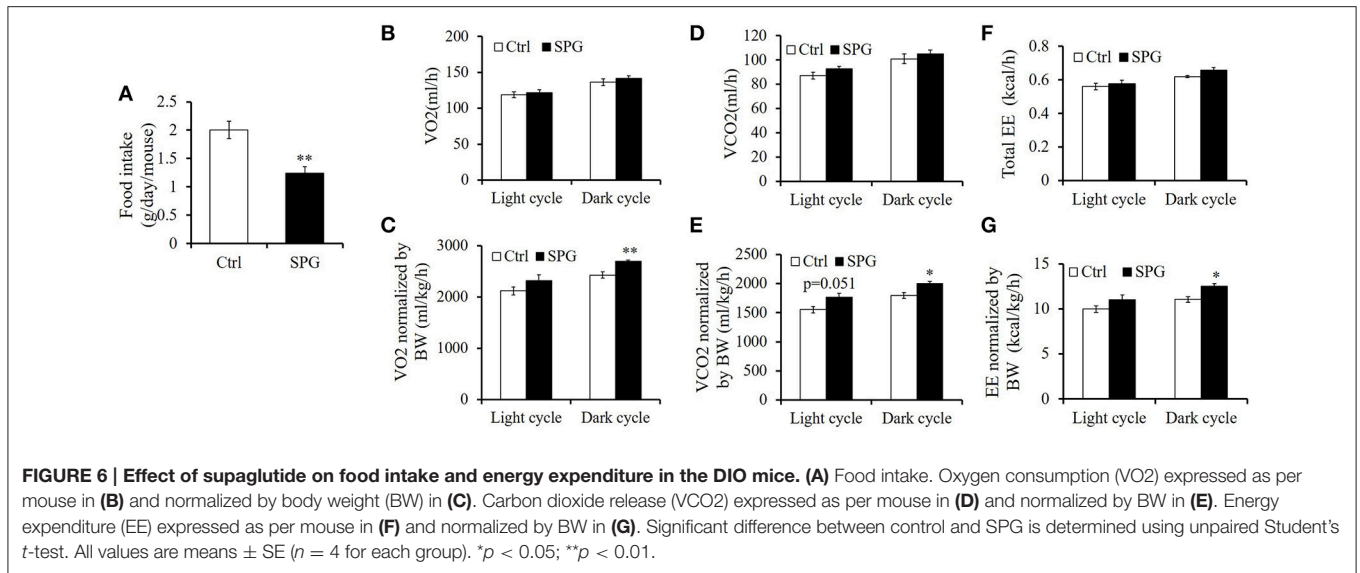 A
Food intake
(g/day/mouse)
2.5
2
1.5
1
0.5
0
**
Ctrl SPG
B
Ctrl SPG
VO2(ml/h)
200
150
100
50
0
Light cycle Dark cycle
C
Ctrl SPG
**
VO2 normalized by
BW (ml/kg/h)
3000
2000
1000
0
Light cycle Dark cycle
D
Ctrl SPG
VCO2(ml/h)
120
100
80
60
40
20
0
Light cycle Dark cycle
E
Ctrl SPG
p=0.051
*
VCO2 normalized
by BW (ml/kg/h)
2500
2000
1500
1000
500
0
Light cycle Dark cycle
F
Ctrl SPG
Total EE (kcal/h)
0.8
0.6
0.4
0.2
0
Light cycle Dark cycle
G
Ctrl SPG
*
EE normalized by
BW (kcal/kg/h)
15
10
5
0
Light cycle Dark cycle
FIGURE 6 | Effect of supaglutide on food intake and energy expenditure in the DIO mice. (A) Food intake. Oxygen consumption (VO2) expressed as per
mouse in (B) and normalized by body weight (BW) in (C). Carbon dioxide release (VCO2) expressed as per mouse in (D) and normalized by BW in (E). Energy
expenditure (EE) expressed as per mouse in (F) and normalized by BW in (G). Significant difference between control and SPG is determined using unpaired Student's
t-test. All values are means ± SE (n = 4 for each group). *p < 0.05; **p < 0.01.